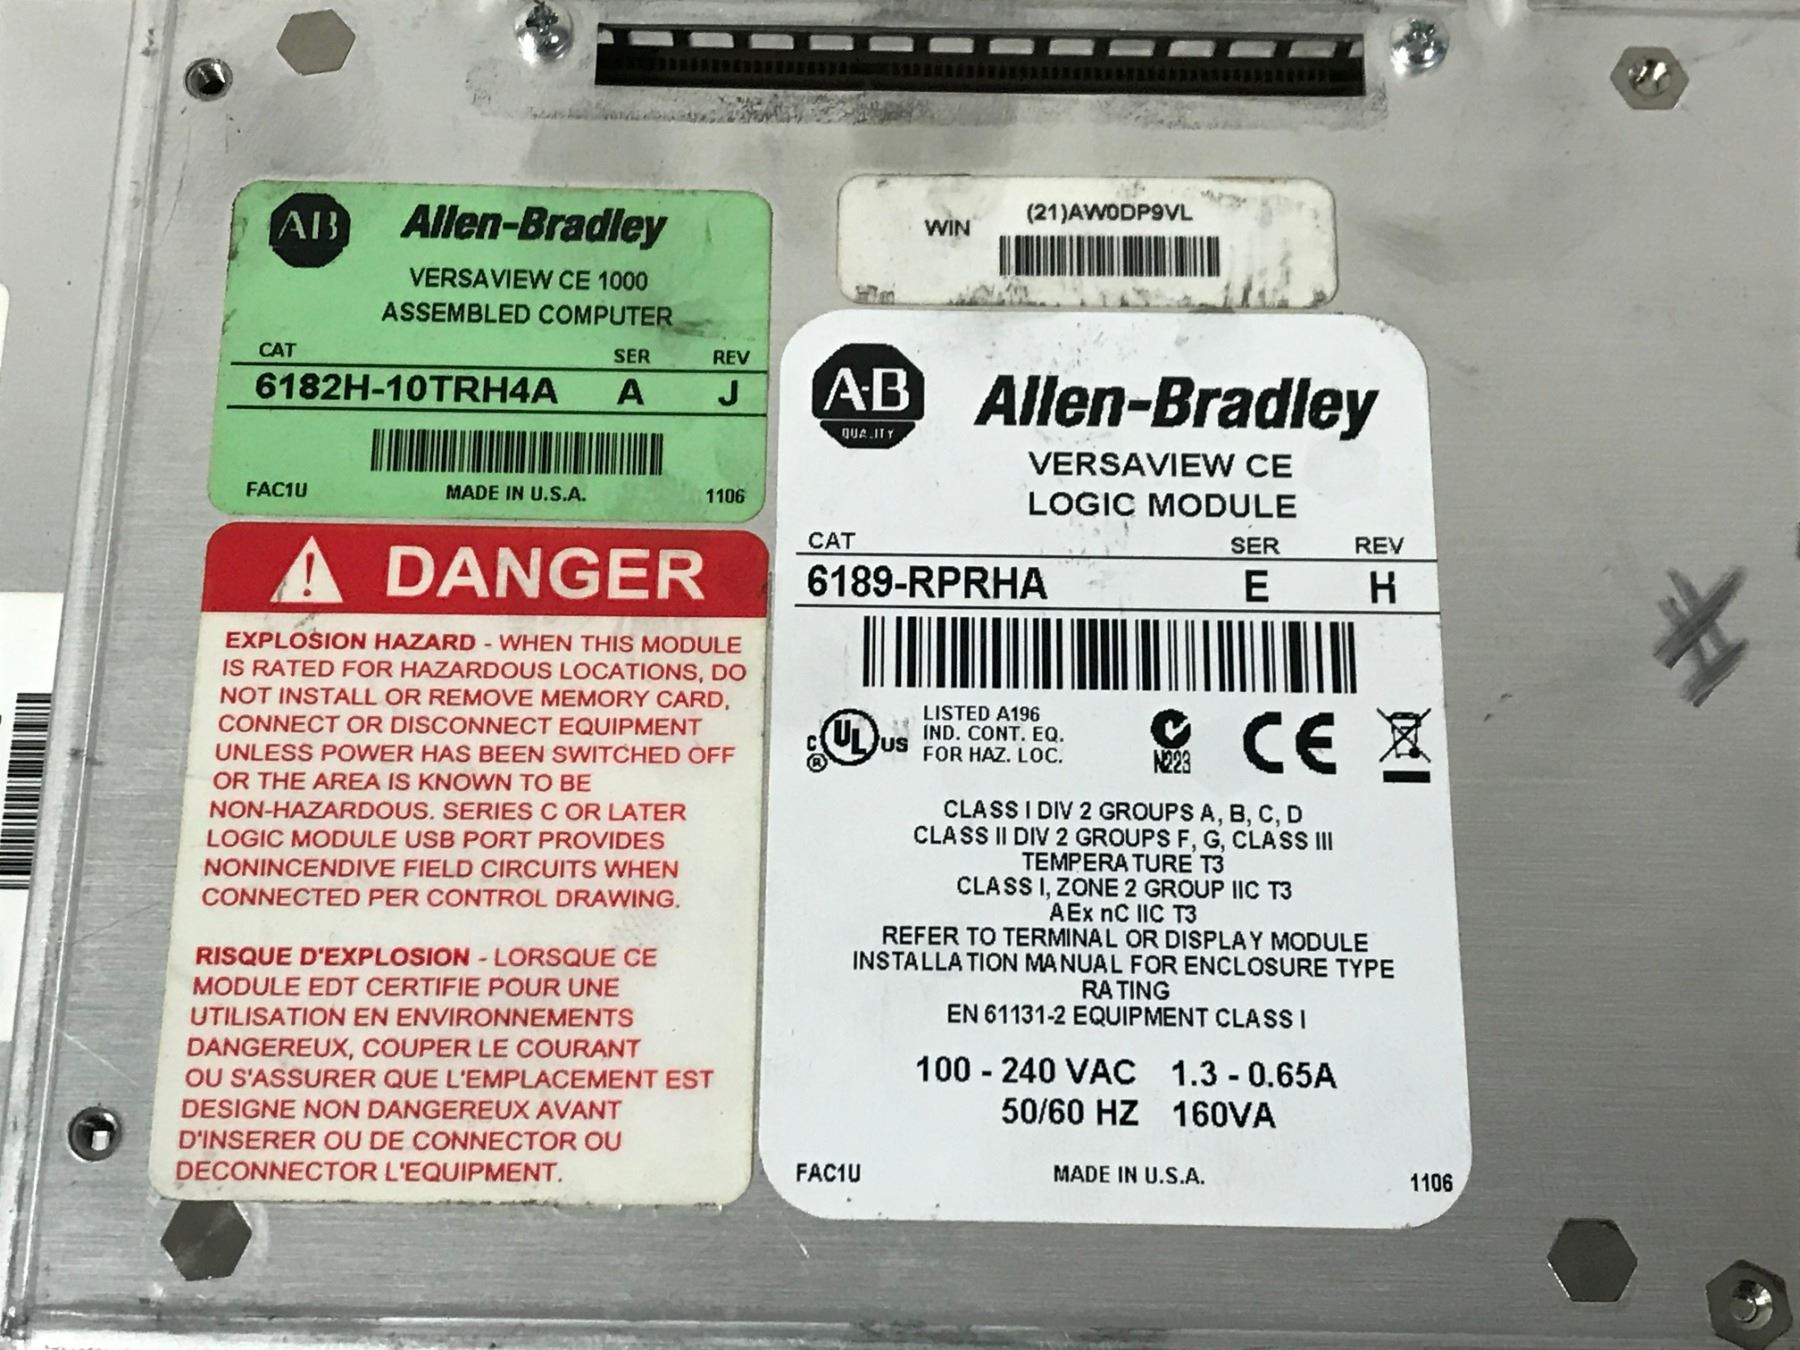 AB Allen-Bradley
VERSAVIEW CE 1000
ASSEMBLED COMPUTER
CAT SER REV
6182H-10TRH4A A J
FAC1U MADE IN U.S.A. 1106
WIN (21)AW0DP9VL
DANGER
EXPLOSION HAZARD - WHEN THIS MODULE
IS RATED FOR HAZARDOUS LOCATIONS, DO
NOT INSTALL OR REMOVE MEMORY CARD,
CONNECT OR DISCONNECT EQUIPMENT
UNLESS POWER HAS BEEN SWITCHED OFF
OR THE AREA IS KNOWN TO BE
NON-HAZARDOUS. SERIES C OR LATER
LOGIC MODULE USB PORT PROVIDES
NONINCENDIVE FIELD CIRCUITS WHEN
CONNECTED PER CONTROL DRAWING.
RISQUE D'EXPLOSION - LORSQUE CE
MODULE EDT CERTIFIE POUR UNE
UTILISATION EN ENVIRONNEMENTS
DANGEREUX, COUPER LE COURANT
OU S'ASSURER QUE L'EMPLACEMENT EST
DESIGNE NON DANGEREUX AVANT
D'INSERER OU DE CONNECTOR OU
DECONNECTOR L'EQUIPMENT.
A-B QUALITY Allen-Bradley
VERSAVIEW CE
LOGIC MODULE
CAT SER REV
6189-RPRHA E H
C UL US ®
LISTED A196
IND. CONT. EQ.
FOR HAZ. LOC.
N223 CE
CLASS I DIV 2 GROUPS A, B, C, D
CLASS II DIV 2 GROUPS F, G, CLASS III
TEMPERATURE T3
CLASS I, ZONE 2 GROUP IIC T3
AEx nC IIC T3
REFER TO TERMINAL OR DISPLAY MODULE
INSTALLATION MANUAL FOR ENCLOSURE TYPE
RATING
EN 61131-2 EQUIPMENT CLASS I
100 - 240 VAC 1.3 - 0.65A
50/60 HZ 160VA
FAC1U MADE IN U.S.A. 1106